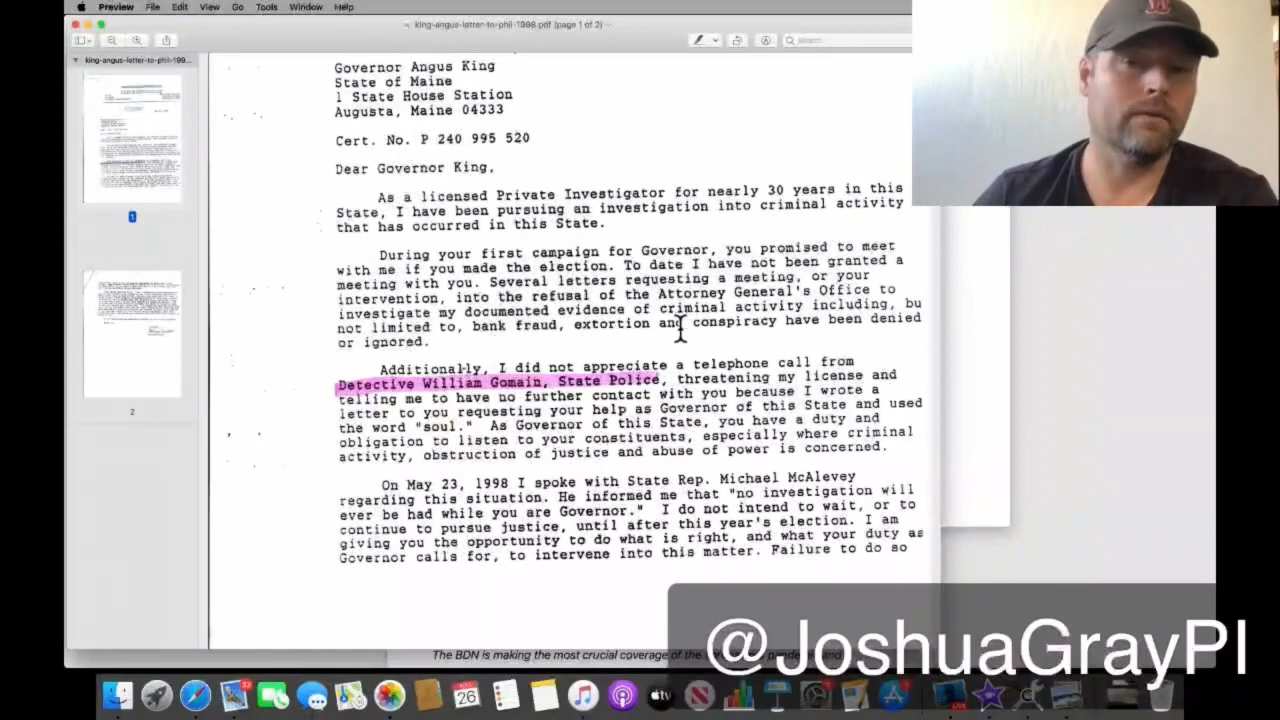 Preview File Edit View Go Tools Window Help
king-angus-letter-to-phil-1998.pdf (page 1 of 2)
Search
king-angus-letter-to-phil-199...
1
2
Governor Angus King
State of Maine
1 State House Station
Augusta, Maine 04333
Cert. No. P 240 995 520
Dear Governor King,
As a licensed Private Investigator for nearly 30 years in this
State, I have been pursuing an investigation into criminal activity
that has occurred in this State.
During your first campaign for Governor, you promised to meet
with me if you made the election. To date I have not been granted a
meeting with you. Several letters requesting a meeting, or your
intervention, into the refusal of the Attorney General's Office to
investigate my documented evidence of criminal activity including, bu
not limited to, bank fraud, extortion and conspiracy have been denied
or ignored.
Additionally, I did not appreciate a telephone call from
Detective William Gomain, State Police, threatening my license and
telling me to have no further contact with you because I wrote a
letter to you requesting your help as Governor of this State and used
the word "soul." As Governor of this State, you have a duty and
obligation to listen to your constituents, especially where criminal
activity, obstruction of justice and abuse of power is concerned.
On May 23, 1998 I spoke with State Rep. Michael McAlevey
regarding this situation. He informed me that "no investigation will
ever be had while you are Governor." I do not intend to wait, or to
continue to pursue justice, until after this year's election. I am
giving you the opportunity to do what is right, and what your duty as
Governor calls for, to intervene into this matter. Failure to do so
@JoshuaGrayPI
The BDN is making the most crucial coverage of the
26
tv
LIVE